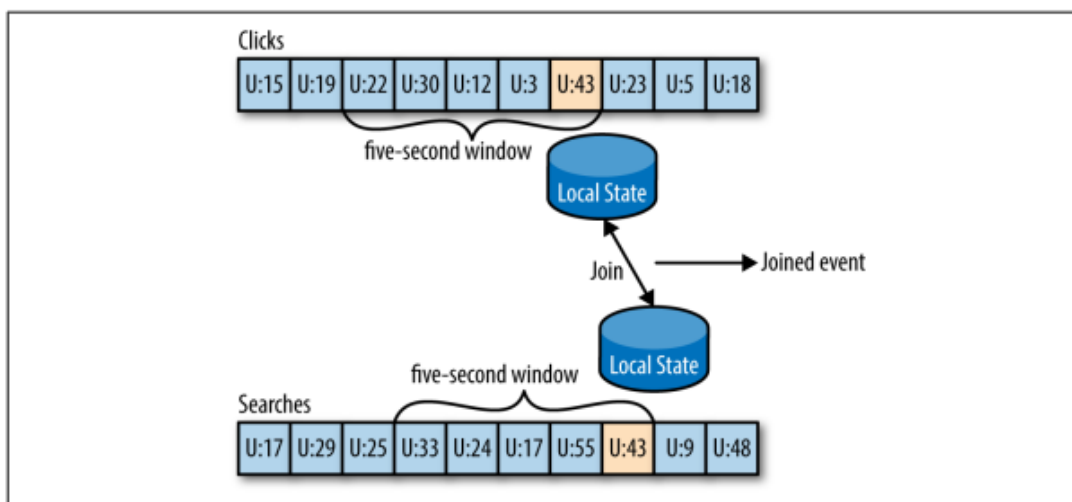 Clicks
U:15 U:19 U:22 U:30 U:12 U:3 U:43 U:23 U:5 U:18
five-second window
Local State
Join
Joined event
Local State
five-second window
Searches
U:17 U:29 U:25 U:33 U:24 U:17 U:55 U:43 U:9 U:48